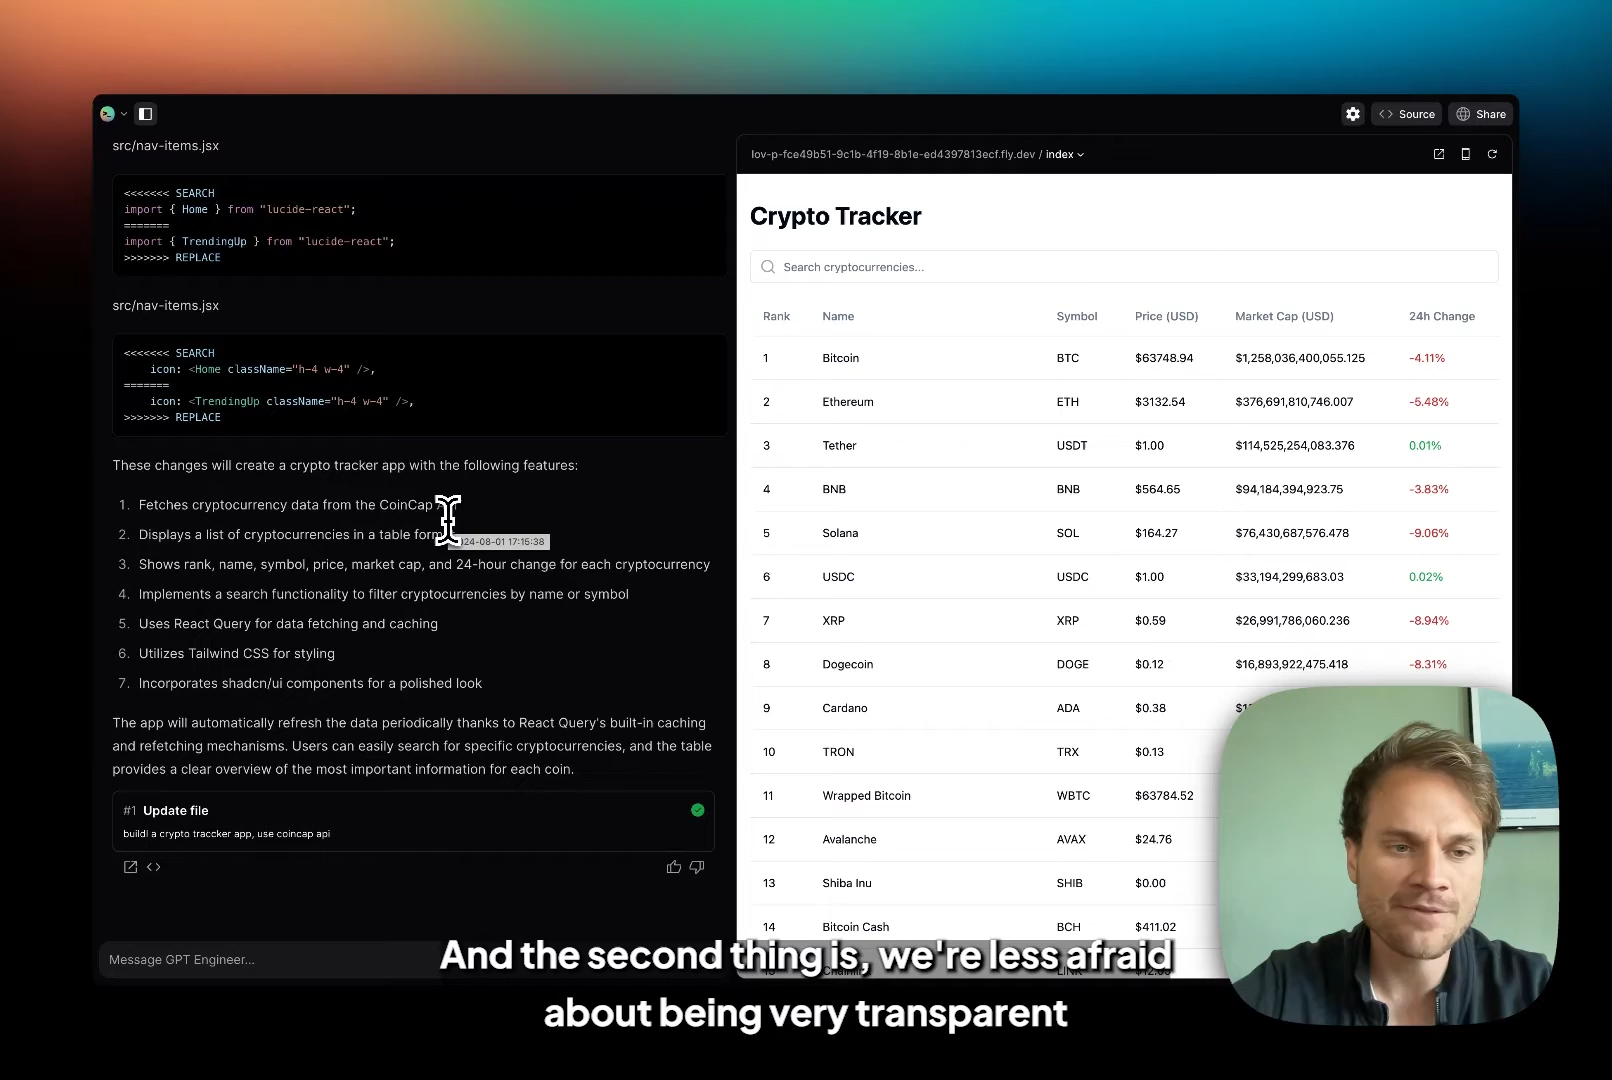 Source
Share
src/nav-items.jsx
<<<<<<< SEARCH
import { Home } from "lucide-react";
=======
import { TrendingUp } from "lucide-react";
>>>>>>> REPLACE
src/nav-items.jsx
<<<<<<< SEARCH
icon: <Home className="h-4 w-4" />,
=======
icon: <TrendingUp className="h-4 w-4" />,
>>>>>>> REPLACE
These changes will create a crypto tracker app with the following features:
1. Fetches cryptocurrency data from the CoinCap
2. Displays a list of cryptocurrencies in a table
24-08-01 17:15:38
3. Shows rank, name, symbol, price, market cap, and 24-hour change for each cryptocurrency
4. Implements a search functionality to filter cryptocurrencies by name or symbol
5. Uses React Query for data fetching and caching
6. Utilizes Tailwind CSS for styling
7. Incorporates shadcn/ui components for a polished look
The app will automatically refresh the data periodically thanks to React Query's built-in caching
and refetching mechanisms. Users can easily search for specific cryptocurrencies, and the table
provides a clear overview of the most important information for each coin.
#1 Update file
buildl a crypto traccker app, use coincap api
Message GPT Engineer...
lov-p-fce49b51-9c1b-4f19-8b1e-ed4397813ecf.fly.dev / index
Crypto Tracker
Search cryptocurrencies...
Rank Name Symbol Price (USD) Market Cap (USD) 24h Change
1 Bitcoin BTC $63748.94 $1,258,036,400,055.125 -4.11%
2 Ethereum ETH $3132.54 $376,691,810,746.007 -5.48%
3 Tether USDT $1.00 $114,525,254,083.376 0.01%
4 BNB BNB $564.65 $94,184,394,923.75 -3.83%
5 Solana SOL $164.27 $76,430,687,576.478 -9.06%
6 USDC USDC $1.00 $33,194,299,683.03 0.02%
7 XRP XRP $0.59 $26,991,786,060.236 -8.94%
8 Dogecoin DOGE $0.12 $16,893,922,475.418 -8.31%
9 Cardano ADA $0.38
10 TRON TRX $0.13
11 Wrapped Bitcoin WBTC $63784.52
12 Avalanche AVAX $24.76
13 Shiba Inu SHIB $0.00
14 Bitcoin Cash BCH $411.02
And the second thing is, we're less afraid
about being very transparent